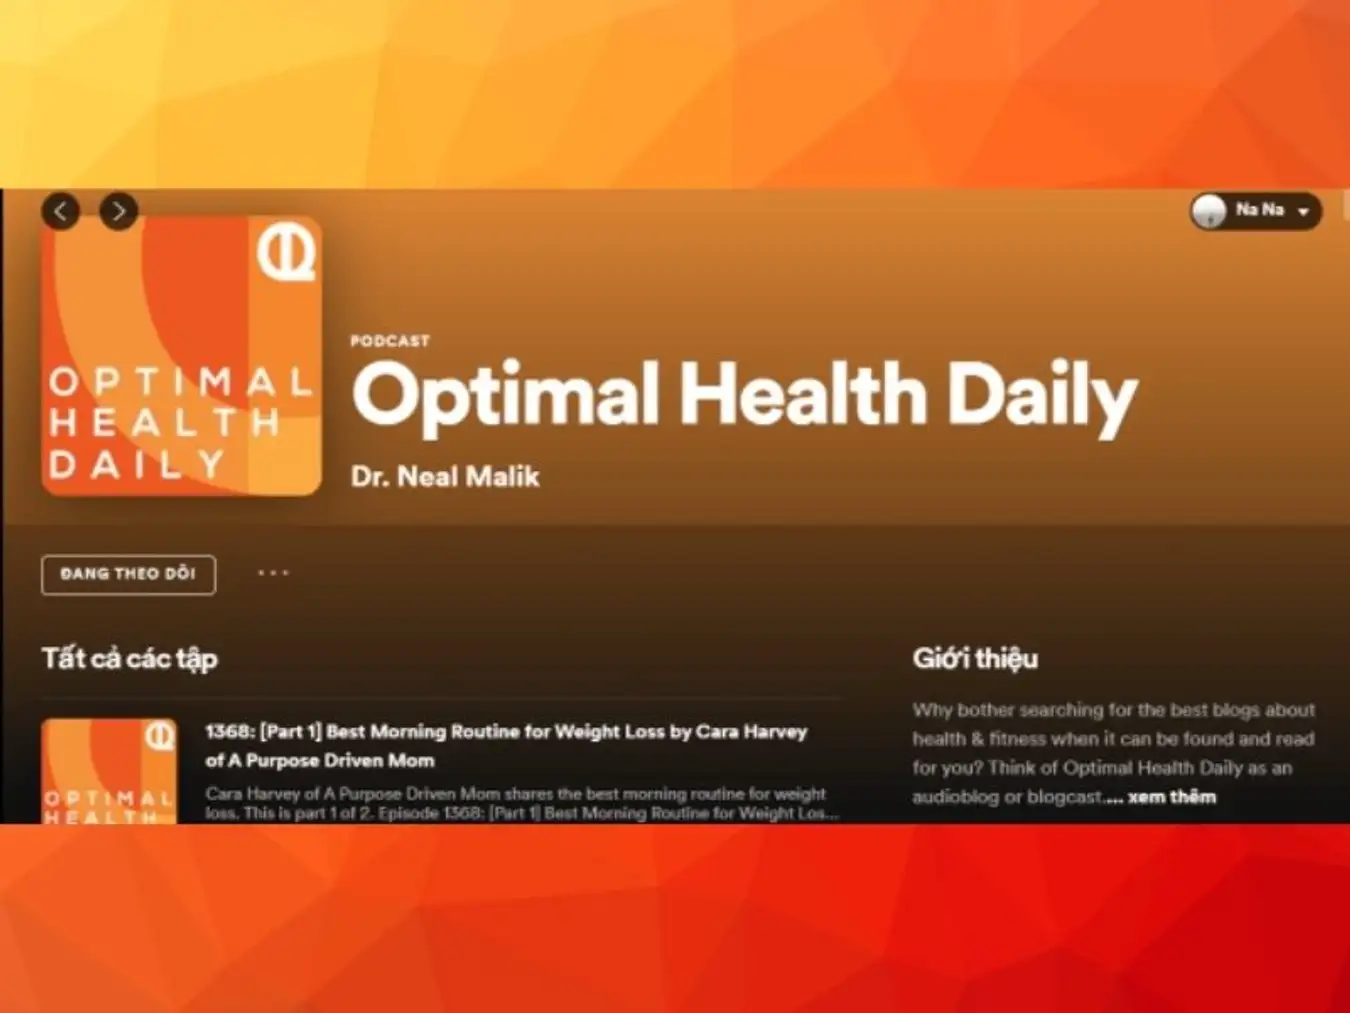 Na Na
OPTIMAL
HEALTH
DAILY
PODCAST
Optimal Health Daily
Dr. Neal Malik
ĐANG THEO DÕI
Tất cả các tập
OPTIMAL
HEALTH
1368: [Part 1] Best Morning Routine for Weight Loss by Cara Harvey
of A Purpose Driven Mom
Cara Harvey of A Purpose Driven Mom shares the best morning routine for weight
loss. This is part 1 of 2. Episode 1368: [Part 1] Best Morning Routine for Weight Los...
Giới thiệu
Why bother searching for the best blogs about
health & fitness when it can be found and read
for you? Think of Optimal Health Daily as an
audioblog or blogcast.... xem thêm